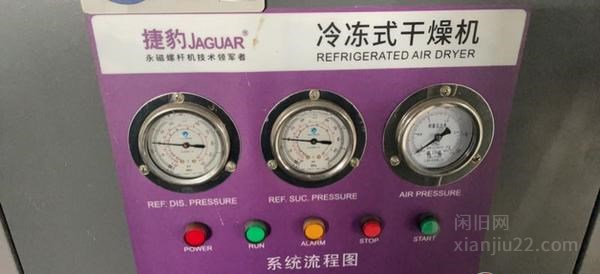 捷豹JAGUAR®
永磁螺杆机技术领军者
冷冻式干燥机
REFRIGERATED AIR DRYER
REF. DIS. PRESSURE
REF. SUC. PRESSURE
AIR PRESSURE
POWER
RUN
ALARM
STOP
START
系统流程图
闲旧网
xianjiu22.com